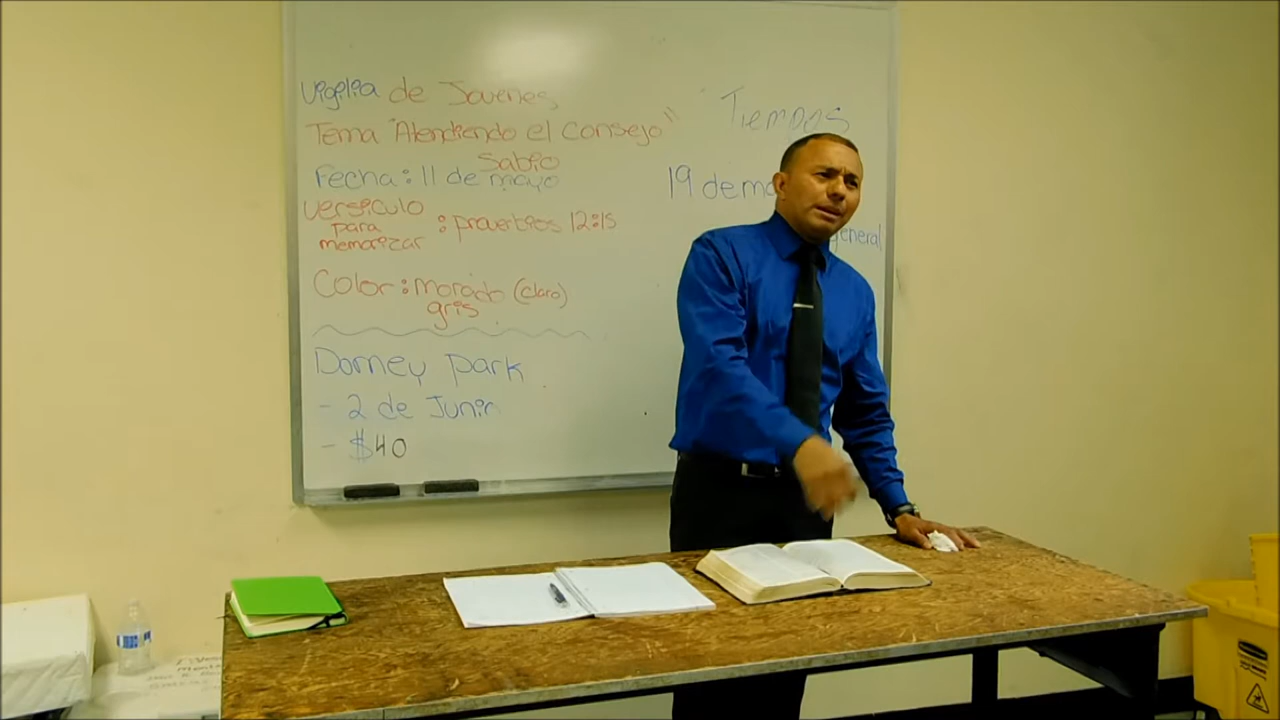 Vigilia de Jovenes
Tema "Atendiendo el Consejo"
Sabio
Fecha: 11 de mayo
Versiculo
para
memorizar
: proverbios 12:15
Color: morado (claro)
gris
Dorney park
- 2 de Junio
- $40
Tiempos
19 de ma
general